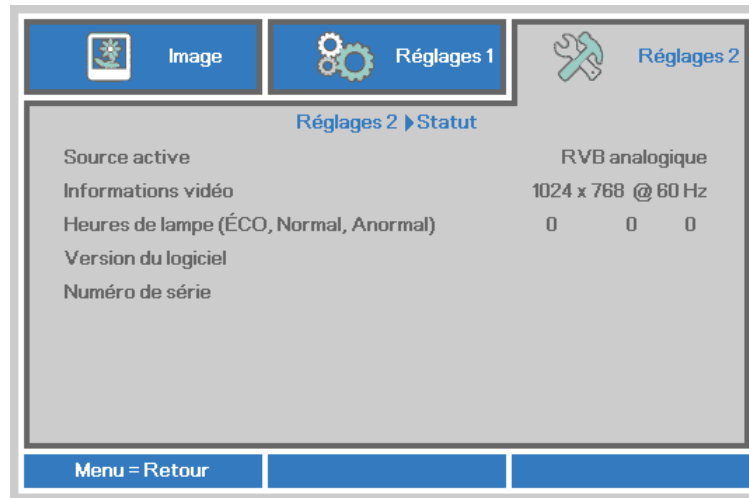 Image
Réglages 1
Réglages 2
Réglages 2 ▶ Statut
Source active RVB analogique
Informations vidéo 1024 x 768 @ 60 Hz
Heures de lampe (ÉCO, Normal, Anormal) 0 0 0
Version du logiciel
Numéro de série
Menu = Retour